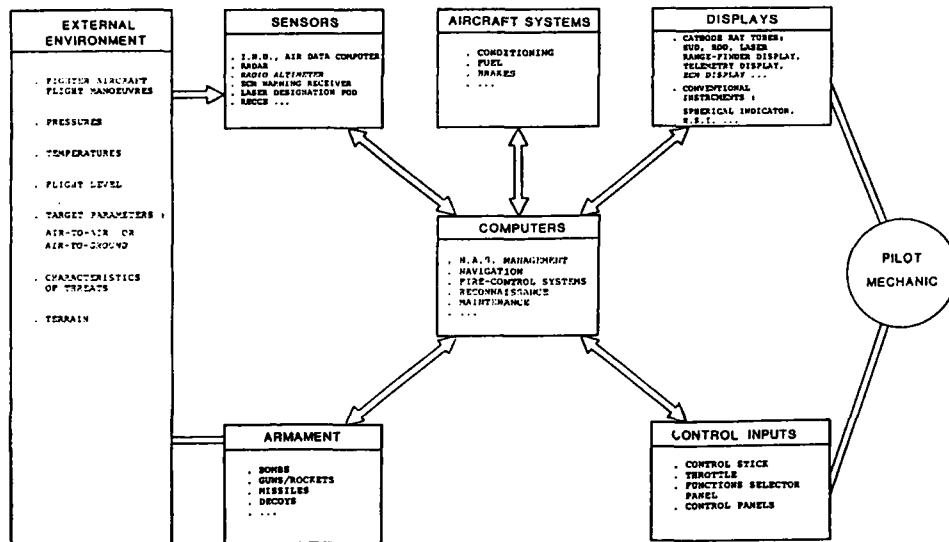 EXTERNAL
ENVIRONMENT
. FIGHTER AIRCRAFT
FLIGHT MANOEUVRES
. PRESSURES
. TEMPERATURES
. FLIGHT LEVEL
. TARGET PARAMETERS :
AIR-TO-AIR OR
AIR-TO-GROUND
. CHARACTERISTICS
OF THREATS
. TERRAIN
SENSORS
. AIR DATA COMPUTER
. RADAR
. RADIO ALTIMETER
. ECM WARNING RECEIVER
. LASER DESIGNATION POD
. RECCE ...
AIRCRAFT SYSTEMS
. CONDITIONING
. FUEL
. BRAKES
. ...
DISPLAYS
. CATHODE RAY TUBES:
HUD, HDD, LASER
RANGE-FINDER DISPLAY,
TELEMETRY DISPLAY,
ECM DISPLAY ...
. CONVENTIONAL
INSTRUMENTS :
SPHERICAL INDICATOR,
H.S.I. ...
COMPUTERS
. MANAGEMENT
. NAVIGATION
. FIRE-CONTROL SYSTEMS
. RECONNAISSANCE
. MAINTENANCE
. ...
PILOT
MECHANIC
ARMAMENT
. BOMBS
. GUNS/ROCKETS
. MISSILES
. DECOYS
. ...
CONTROL INPUTS
. CONTROL STICK
. THROTTLE
. FUNCTIONS SELECTOR
PANEL
. CONTROL PANELS